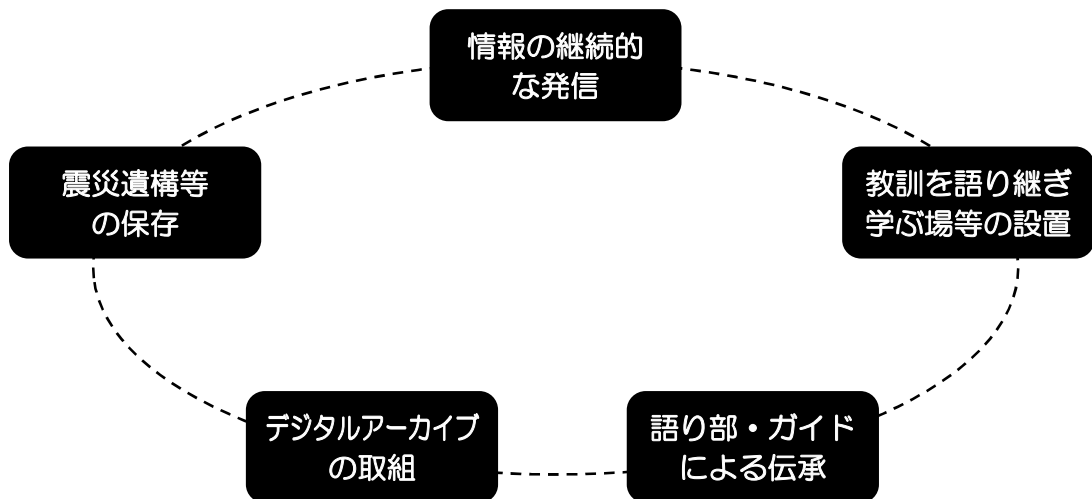 情報の継続的
な発信
震災遺構等
の保存
教訓を語り継ぎ
学ぶ場等の設置
デジタルアーカイブ
の取組
語り部・ガイド
による伝承